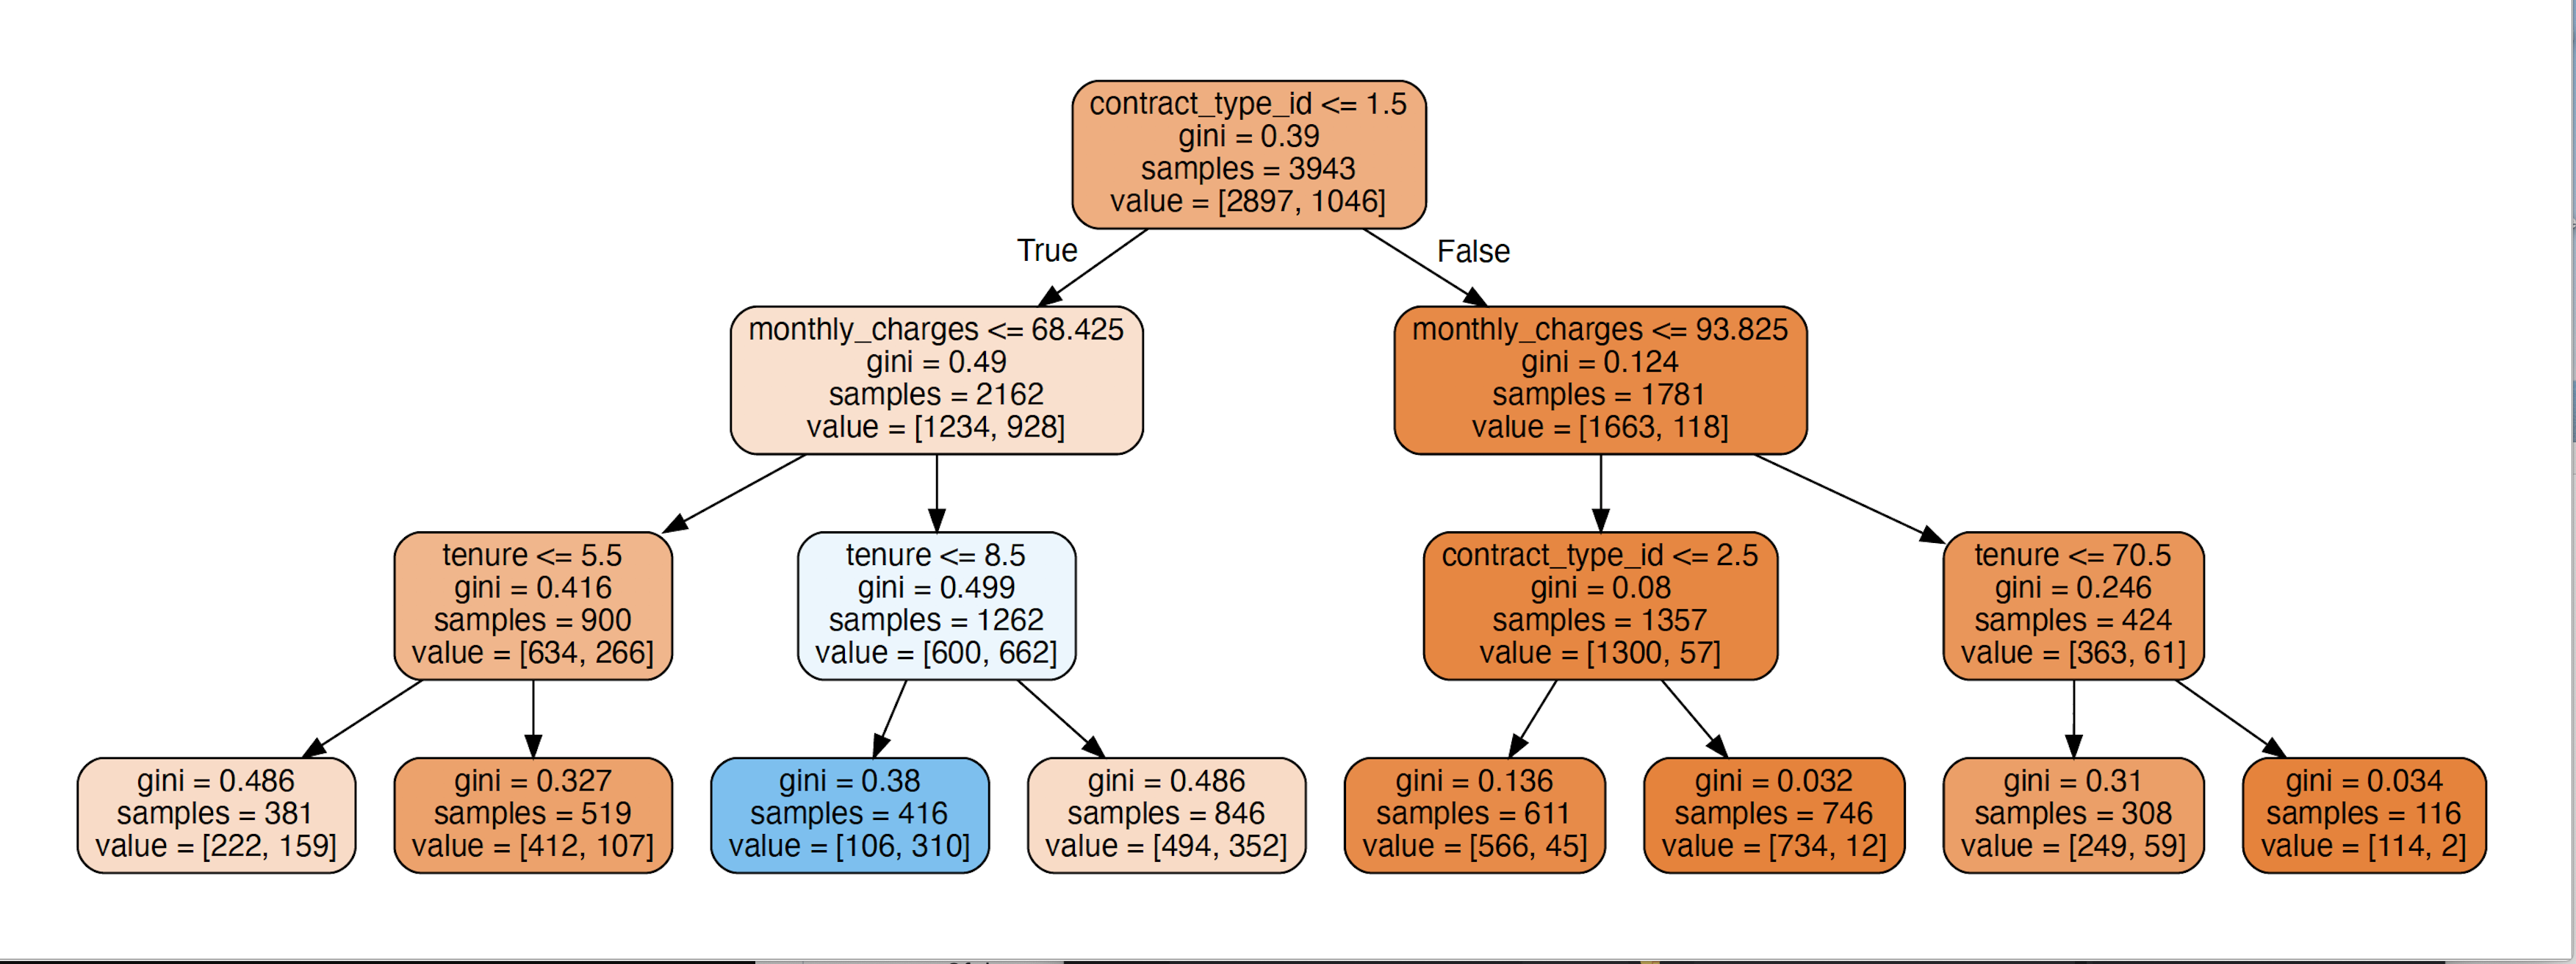 contract_type_id <= 1.5
gini = 0.39
samples = 3943
value = [2897, 1046]
True
False
monthly_charges <= 68.425
gini = 0.49
samples = 2162
value = [1234, 928]
monthly_charges <= 93.825
gini = 0.124
samples = 1781
value = [1663, 118]
tenure <= 5.5
gini = 0.416
samples = 900
value = [634, 266]
tenure <= 8.5
gini = 0.499
samples = 1262
value = [600, 662]
contract_type_id <= 2.5
gini = 0.08
samples = 1357
value = [1300, 57]
tenure <= 70.5
gini = 0.246
samples = 424
value = [363, 61]
gini = 0.486
samples = 381
value = [222, 159]
gini = 0.327
samples = 519
value = [412, 107]
gini = 0.38
samples = 416
value = [106, 310]
gini = 0.486
samples = 846
value = [494, 352]
gini = 0.136
samples = 611
value = [566, 45]
gini = 0.032
samples = 746
value = [734, 12]
gini = 0.31
samples = 308
value = [249, 59]
gini = 0.034
samples = 116
value = [114, 2]